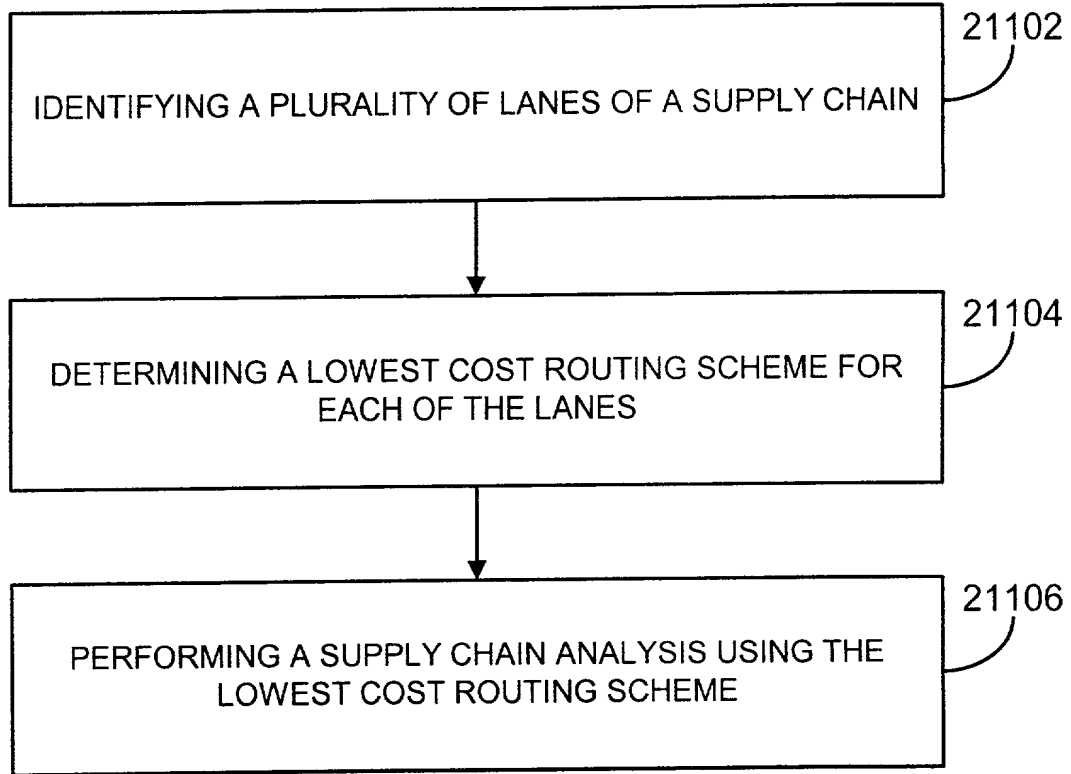 21102
IDENTIFYING A PLURALITY OF LANES OF A SUPPLY CHAIN
21104
DETERMINING A LOWEST COST ROUTING SCHEME FOR
EACH OF THE LANES
21106
PERFORMING A SUPPLY CHAIN ANALYSIS USING THE
LOWEST COST ROUTING SCHEME